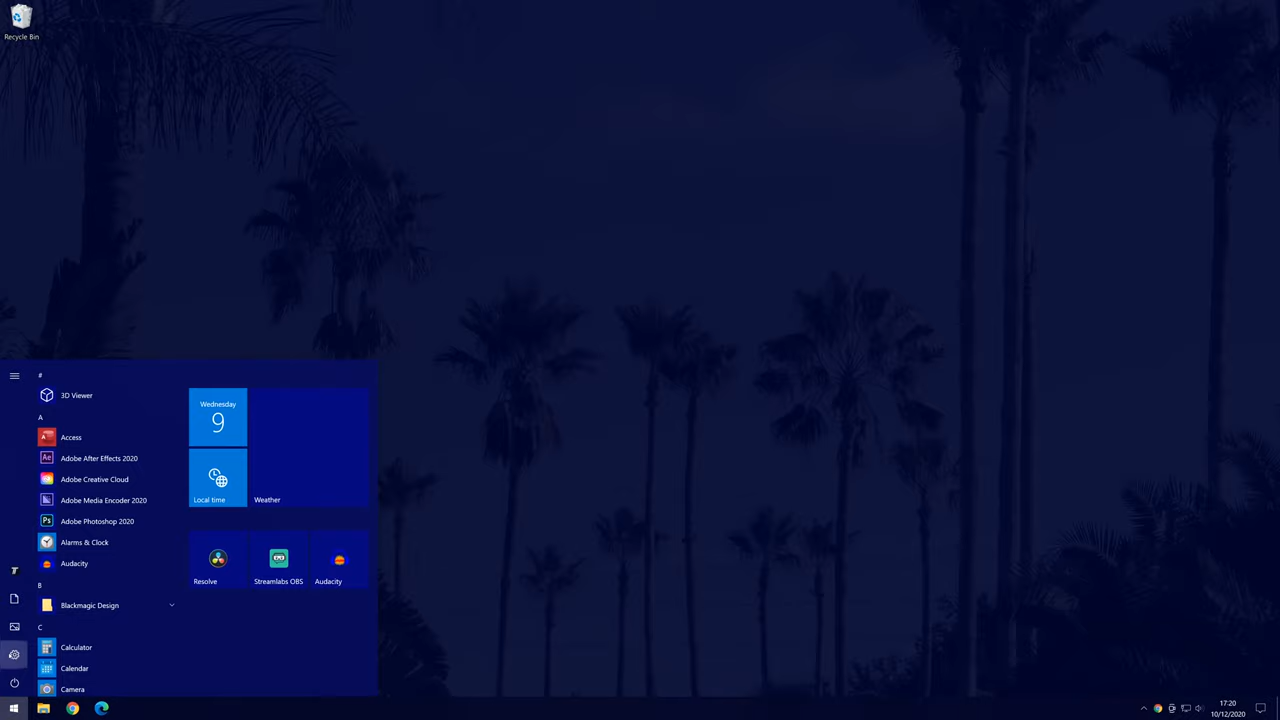 Recycle Bin
#
3D Viewer
A
Access
Adobe After Effects 2020
Adobe Creative Cloud
Adobe Media Encoder 2020
Adobe Photoshop 2020
Alarms & Clock
Audacity
B
Blackmagic Design
C
Calculator
Calendar
Camera
Wednesday
9
Local time
Weather
Resolve
Streamlabs OBS
Audacity
17:20
10/12/2020